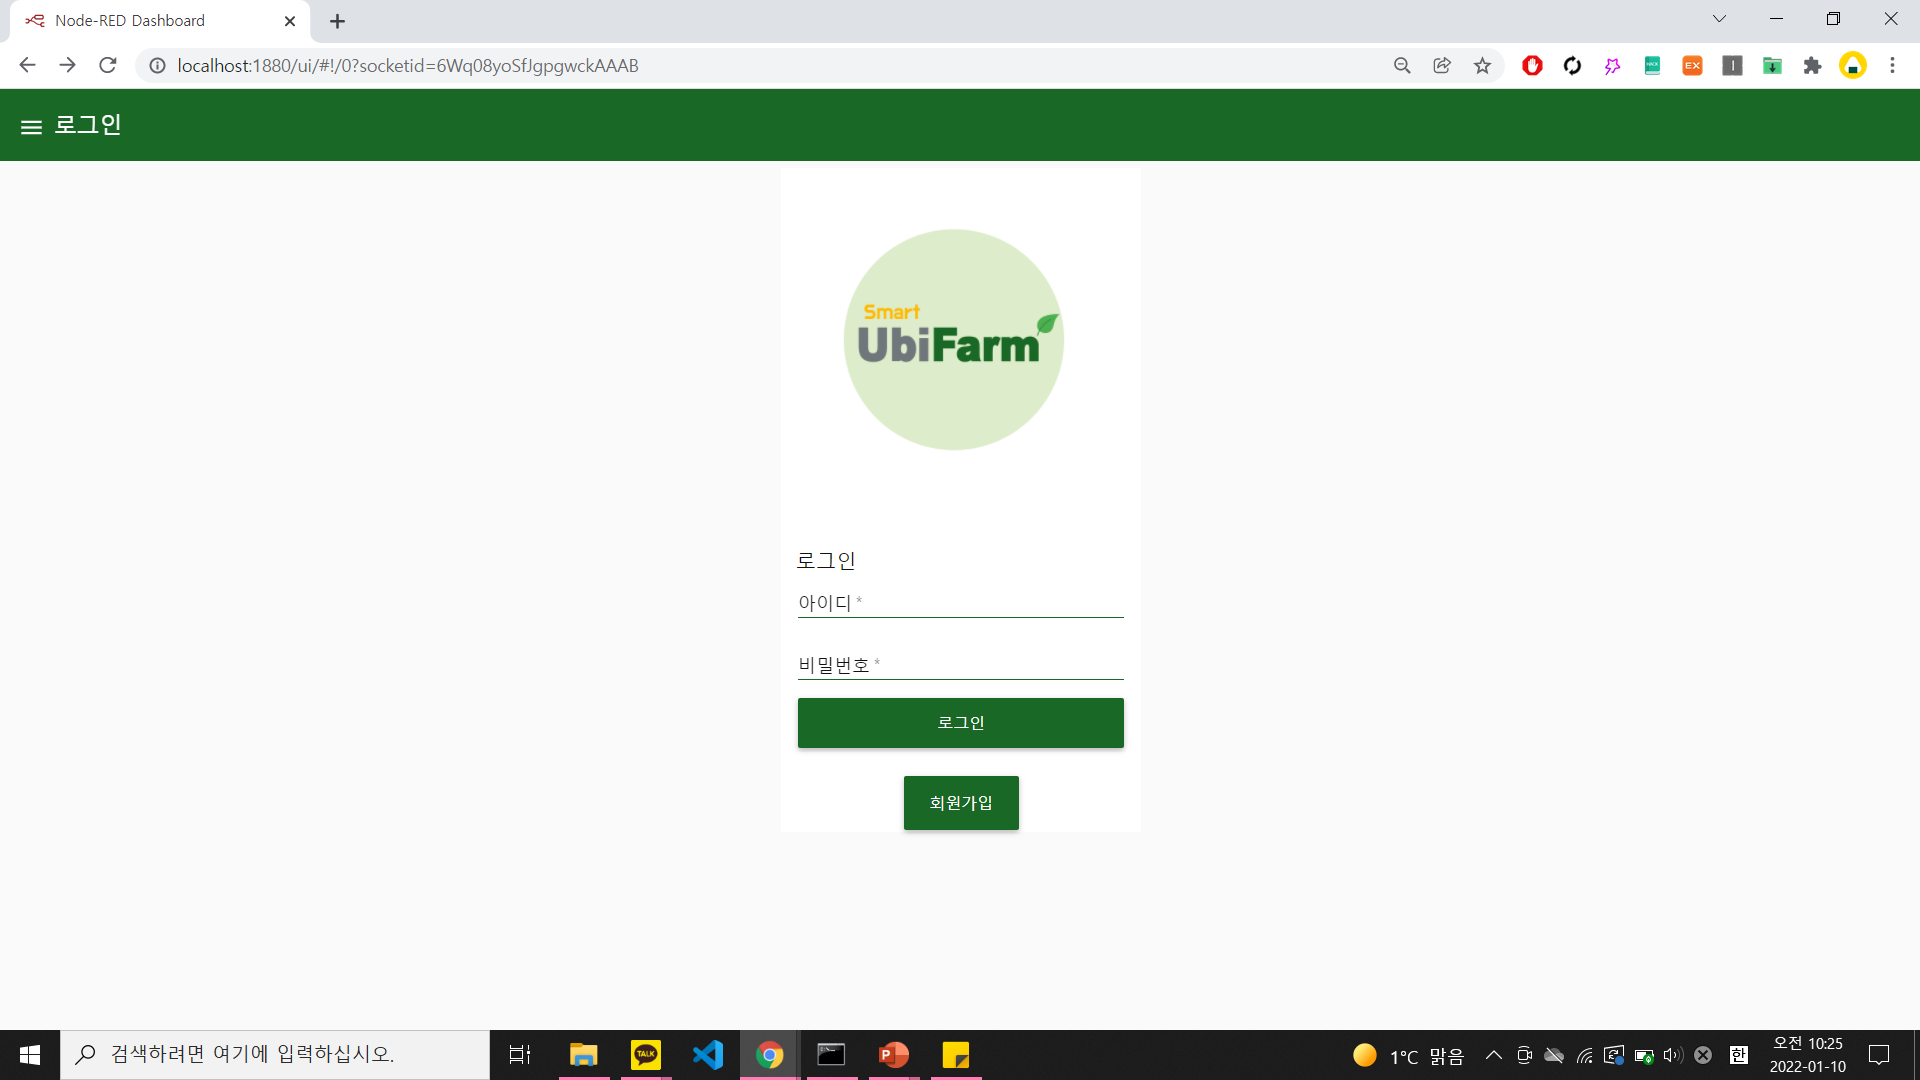 Node-RED Dashboard
localhost:1880/ui/#!/0?socketid=6Wq08yoSfJgpgwckAAAB
로그인
Smart
UbiFarm
로그인
아이디 *
비밀번호 *
로그인
회원가입
검색하려면 여기에 입력하십시오.
TALK
P
1°C 맑음
한
오전 10:25
2022-01-10
EX